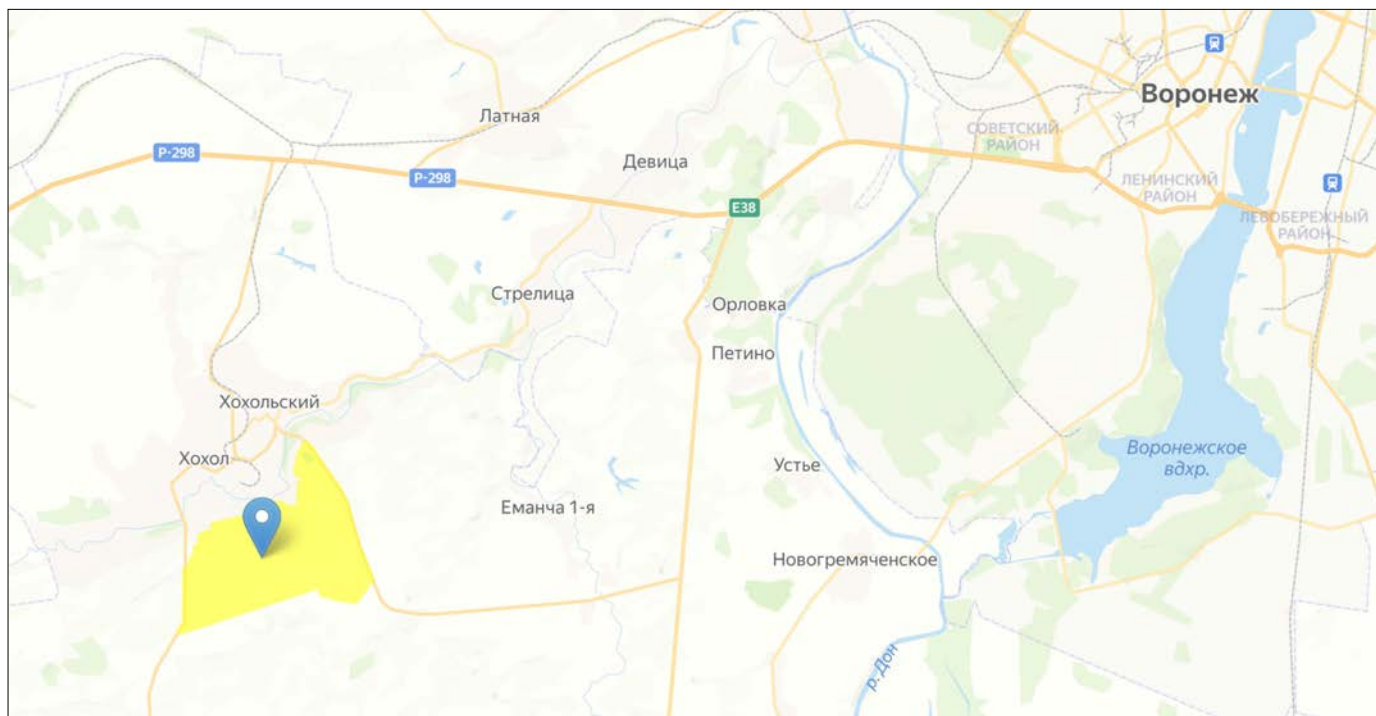 Воронеж
Латная
СОВЕТСКИЙ
РАЙОН
Р-298
Девица
Р-298
ЛЕНИНСКИЙ
РАЙОН
Е38
ЛЕВОБЕРЕЖНЫЙ
РАЙОН
Стрелица
Орловка
Петино
Хохольский
Хохол
Воронежское
вдхр.
Устье
Еманча 1-я
Новогремяченское
р. Дон